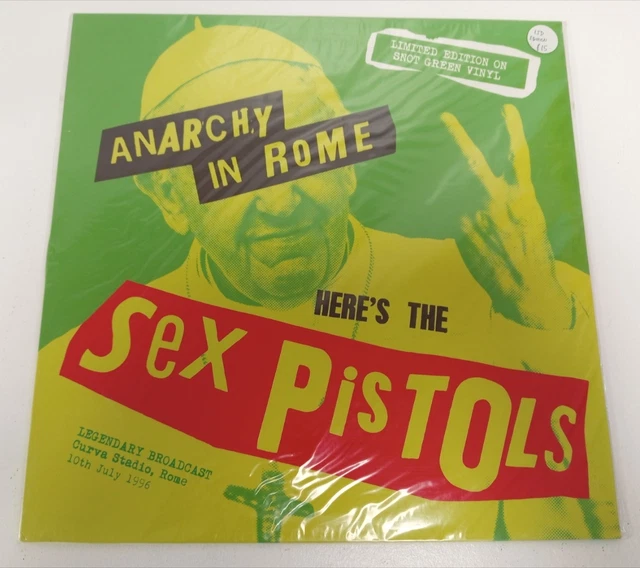 LIMITED EDITION ON
SNOT GREEN VINYL
£15
ANARCHY
IN ROME
HERE'S THE
SeX PiSTOLS
LEGENDARY BROADCAST
Curva Stadio, Rome
10th July 1996